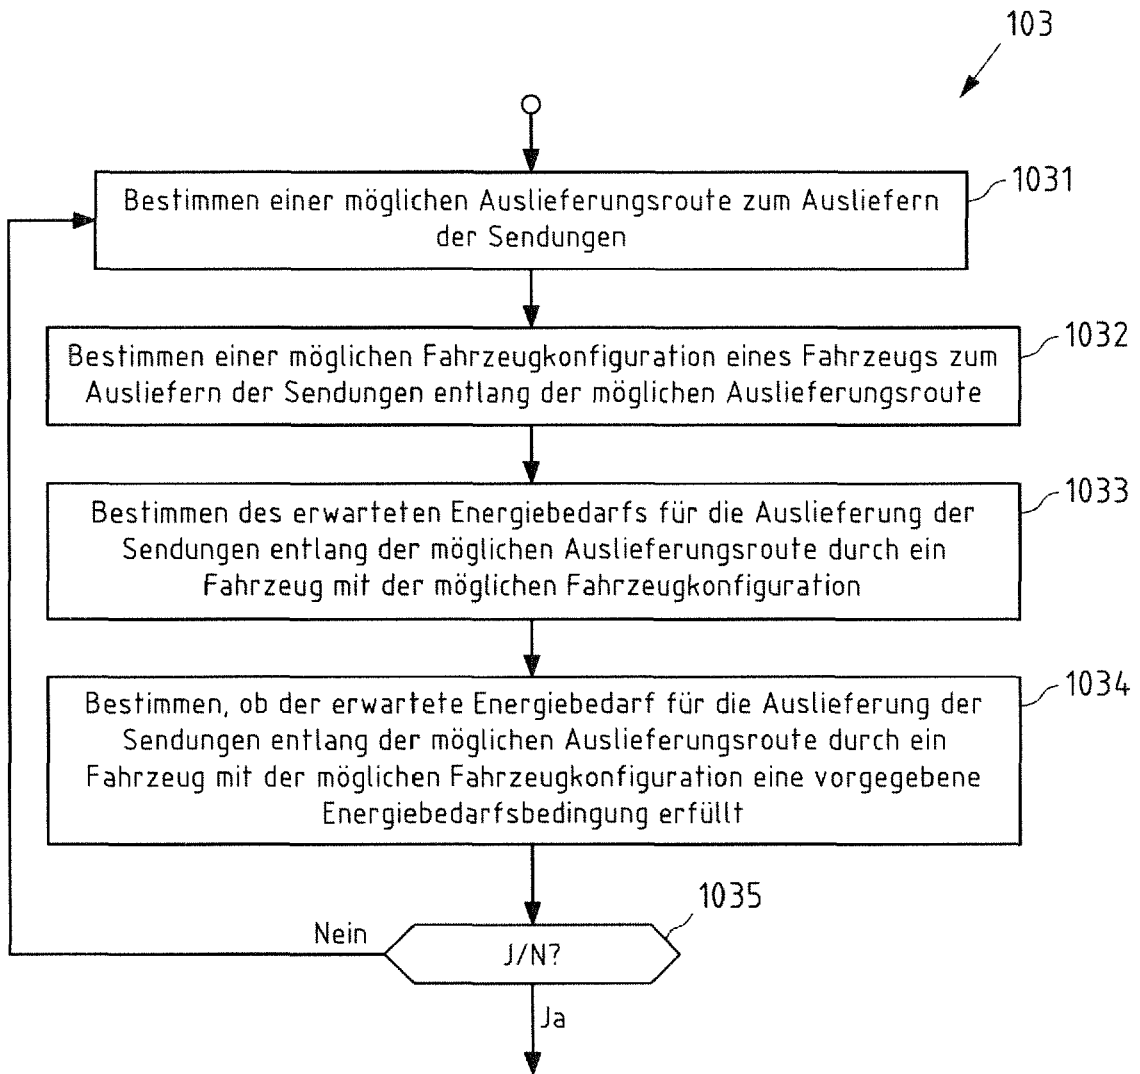 103
1031
Bestimmen einer möglichen Auslieferungsroute zum Ausliefern
der Sendungen
1032
Bestimmen einer möglichen Fahrzeugkonfiguration eines Fahrzeugs zum
Ausliefern der Sendungen entlang der möglichen Auslieferungsroute
1033
Bestimmen des erwarteten Energiebedarfs für die Auslieferung der
Sendungen entlang der möglichen Auslieferungsroute durch ein
Fahrzeug mit der möglichen Fahrzeugkonfiguration
1034
Bestimmen, ob der erwartete Energiebedarf für die Auslieferung der
Sendungen entlang der möglichen Auslieferungsroute durch ein
Fahrzeug mit der möglichen Fahrzeugkonfiguration eine vorgegebene
Energiebedarfsbedingung erfüllt
1035
Nein
J/N?
Ja